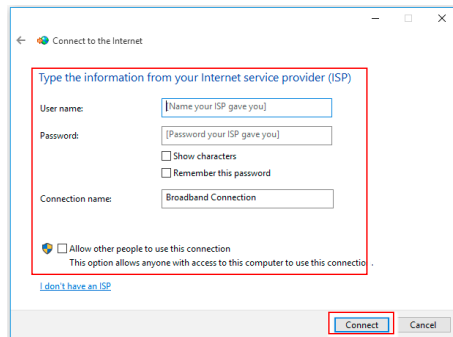 Connect to the Internet
Type the information from your Internet service provider (ISP)
User name:
[Name your ISP gave you]
Password:
[Password your ISP gave you]
Show characters
Remember this password
Connection name:
Broadband Connection
Allow other people to use this connection
This option allows anyone with access to this computer to use this connectio .
I don't have an ISP
Connect
Cancel